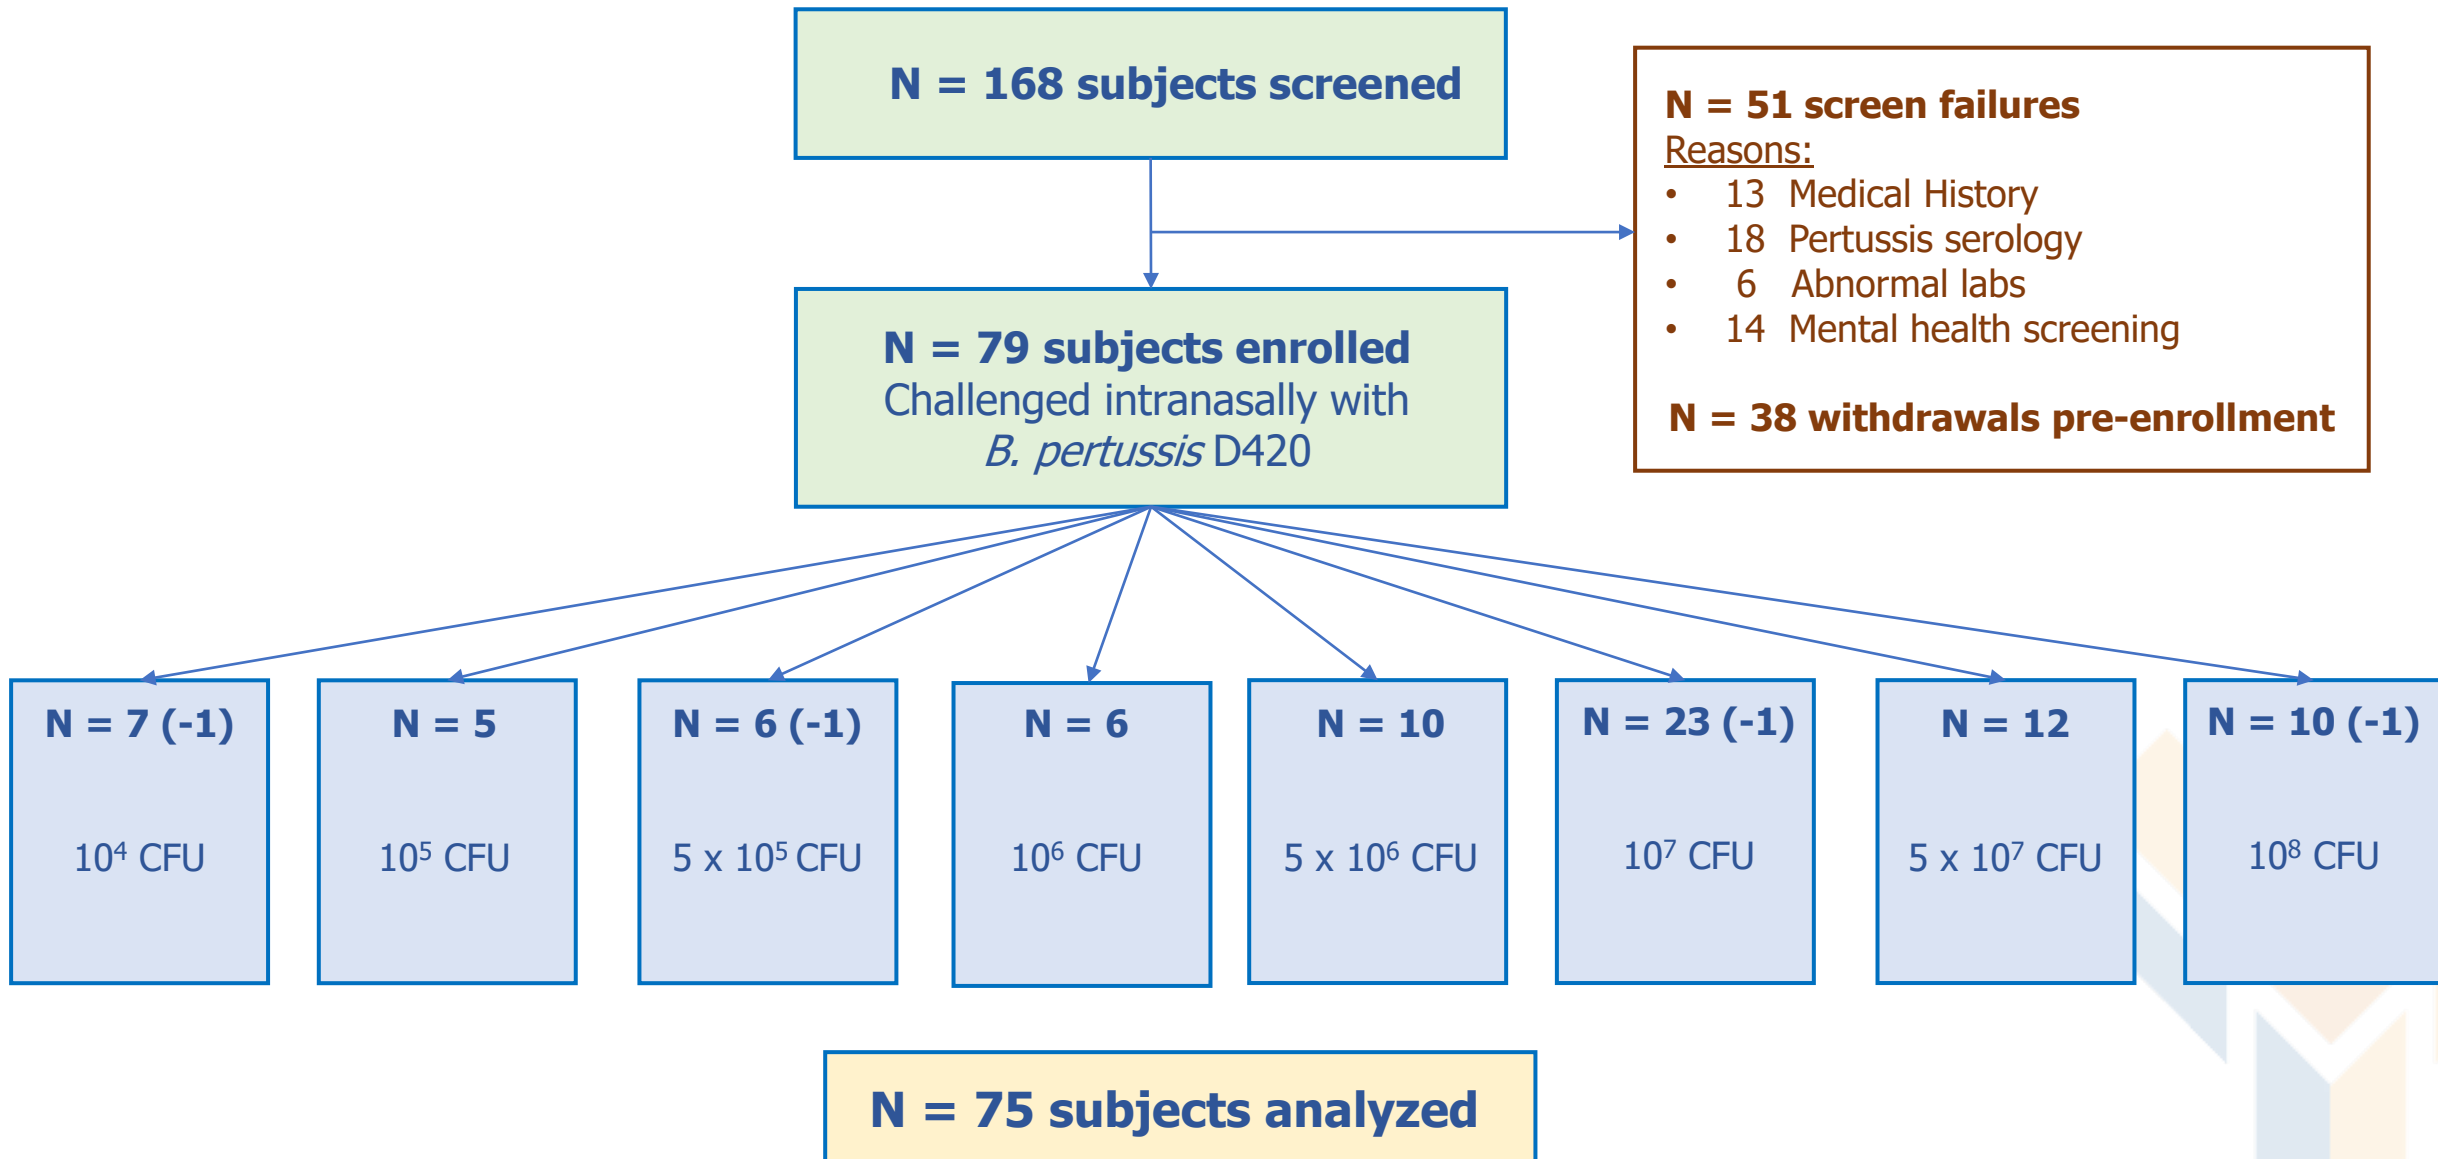 N = 168 subjects screened
N = 51 screen failures
Reasons:
• 13 Medical History
• 18 Pertussis serology
• 6 Abnormal labs
• 14 Mental health screening
N = 38 withdrawals pre-enrollment
N = 79 subjects enrolled
Challenged intranasally with
B. pertussis D420
N = 7 (-1)
10⁴ CFU
N = 5
10⁵ CFU
N = 6 (-1)
5 x 10⁵ CFU
N = 6
10⁶ CFU
N = 10
5 x 10⁶ CFU
N = 23 (-1)
10⁷ CFU
N = 12
5 x 10⁷ CFU
N = 10 (-1)
10⁸ CFU
N = 75 subjects analyzed